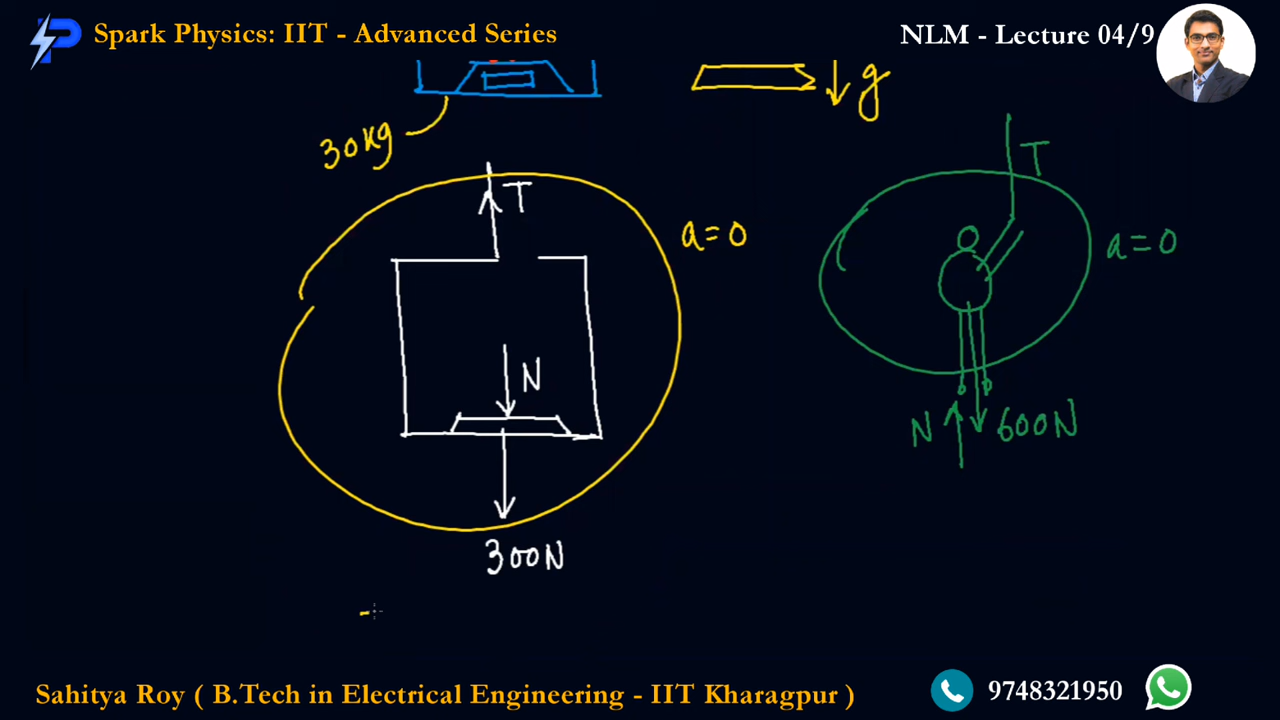 Spark Physics: IIT - Advanced Series
NLM - Lecture 04/9
g
30kg
T
T
a=0
a=0
N
N
600N
300N
Sahitya Roy ( B.Tech in Electrical Engineering - IIT Kharagpur )
9748321950